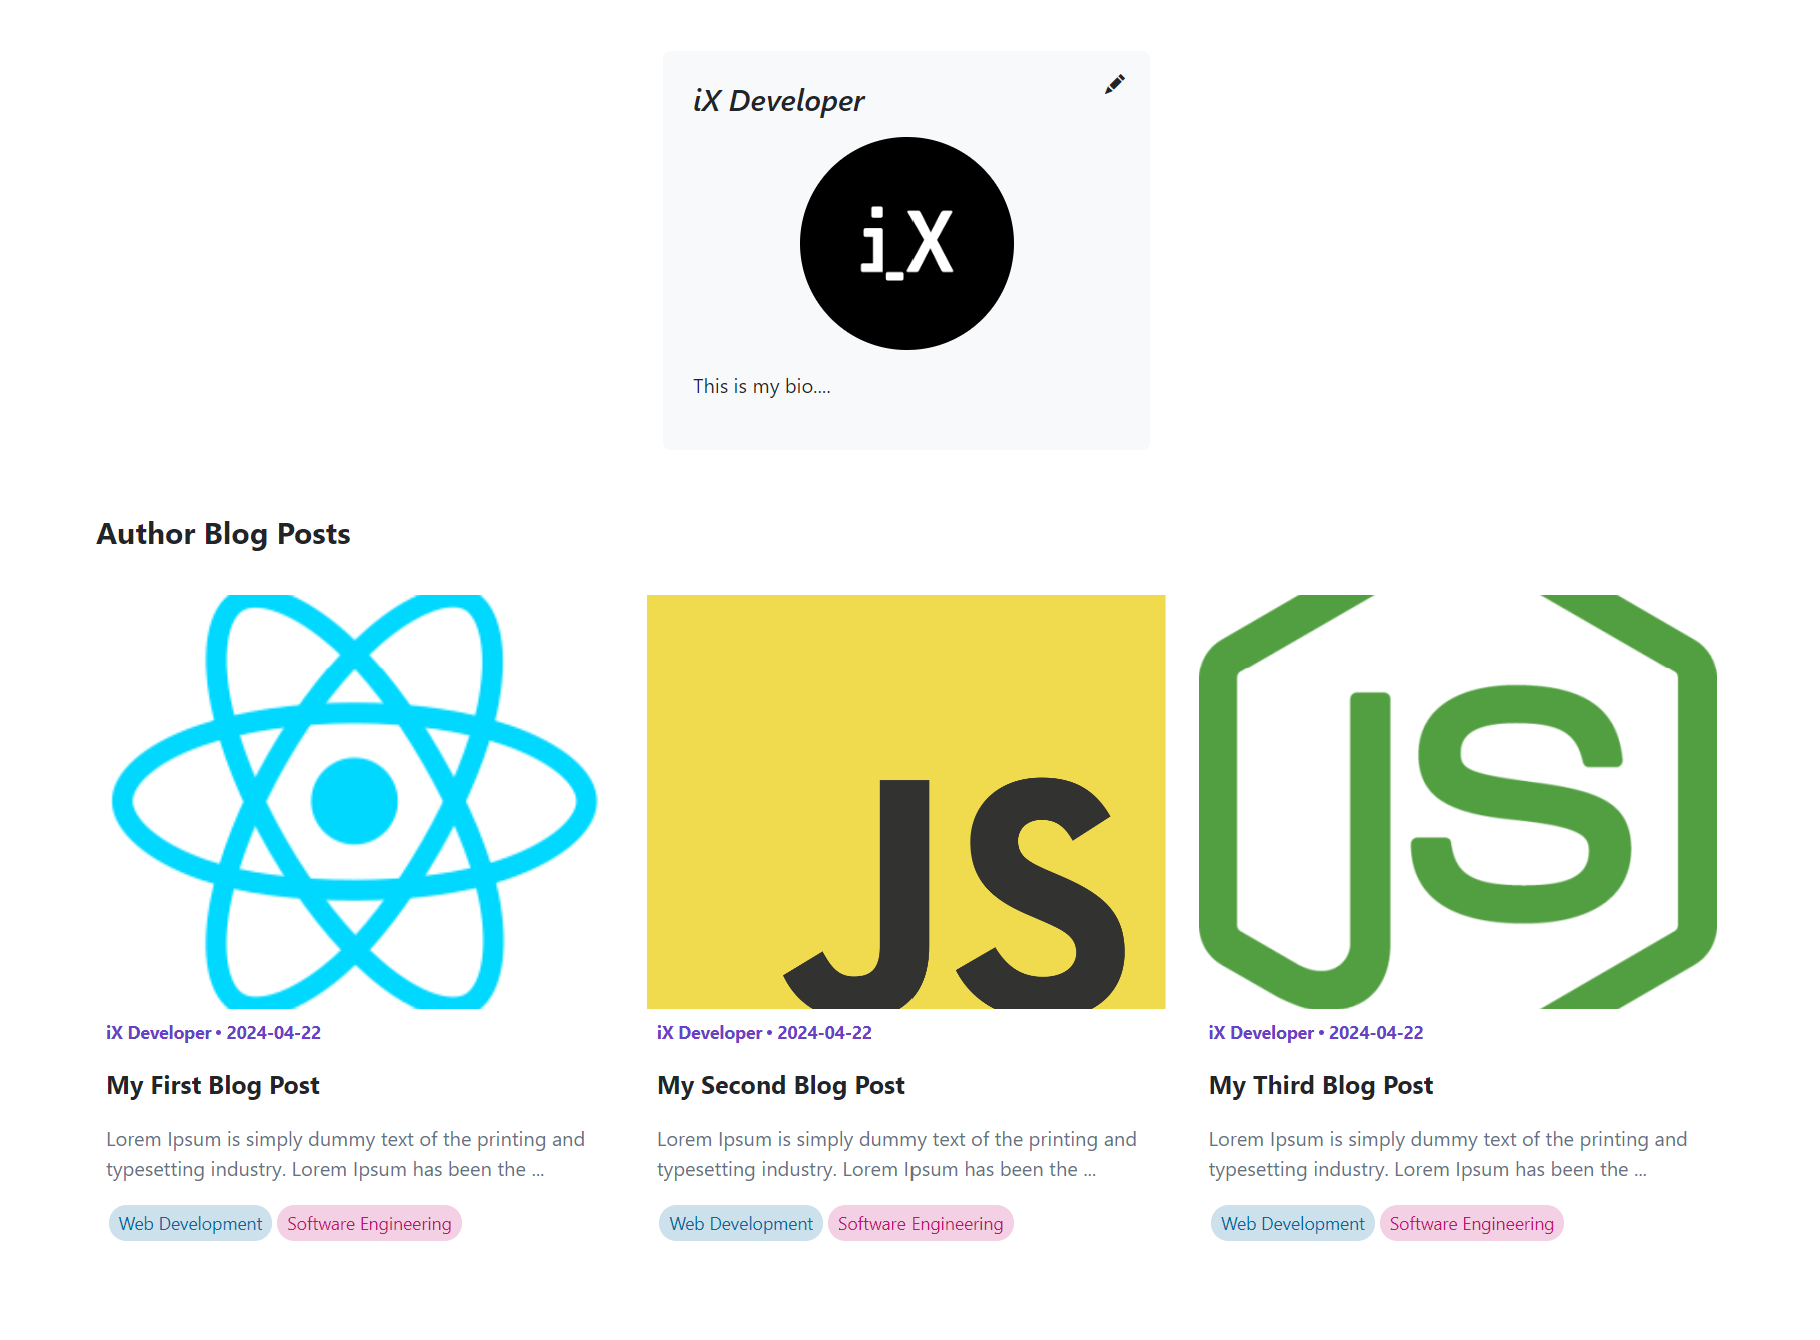 iX Developer
i_X
This is my bio....
Author Blog Posts
JS
JS
iX Developer • 2024-04-22
My First Blog Post
Lorem Ipsum is simply dummy text of the printing and
typesetting industry. Lorem Ipsum has been the ...
Web Development
Software Engineering
iX Developer • 2024-04-22
My Second Blog Post
Lorem Ipsum is simply dummy text of the printing and
typesetting industry. Lorem Ipsum has been the ...
Web Development
Software Engineering
iX Developer • 2024-04-22
My Third Blog Post
Lorem Ipsum is simply dummy text of the printing and
typesetting industry. Lorem Ipsum has been the ...
Web Development
Software Engineering